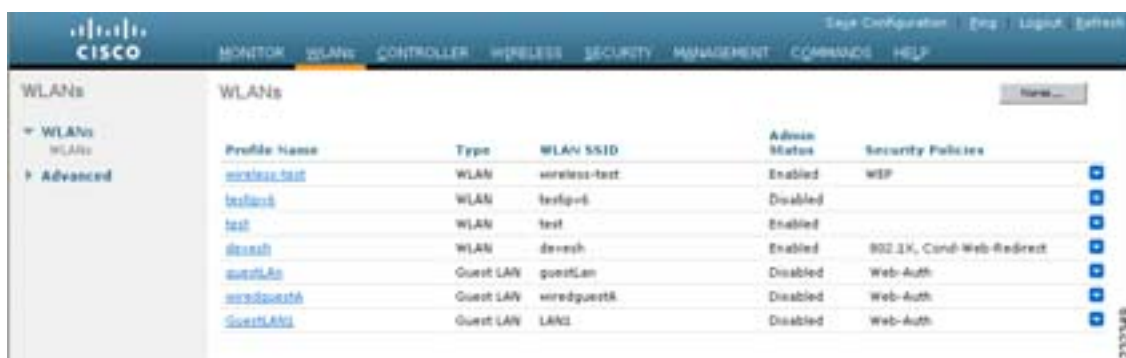 Save Configuration Ping Logout Refresh
CISCO
MONITOR WLANs CONTROLLER WIRELESS SECURITY MANAGEMENT COMMANDS HELP
WLANs
WLANs
WLANs
Advanced
WLANs
New...
Profile Name Type WLAN SSID Admin Status Security Policies
wireless-test WLAN wireless-test Enabled WEP
testipv6 WLAN testipv6 Disabled
test WLAN test Enabled
devesh WLAN devesh Enabled 802.1X, Cond-Web-Redirect
guestLAn Guest LAN guestLan Disabled Web-Auth
wiredguestA Guest LAN wiredguestA Disabled Web-Auth
GuestLAN1 Guest LAN LAN1 Disabled Web-Auth